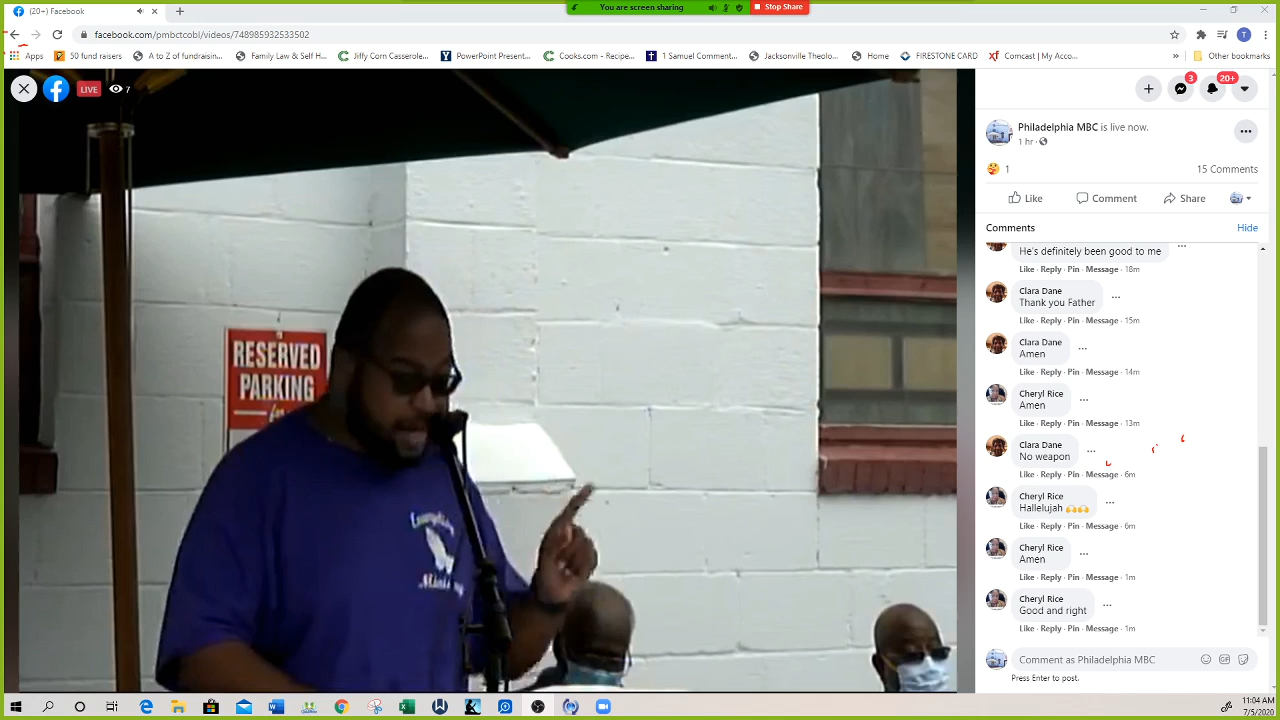 (20+) Facebook
You are screen sharing
Stop Share
facebook.com/pmbctcobl/videos/748985932533502
T
Apps
50 fund raisers
A to Z of fundraisin...
Family Law & Self H...
Jiffy Corn Casserole...
PowerPoint Present...
Cooks.com - Recipe...
1 Samuel Comment...
Jacksonville Theolo...
Home
FIRESTONE CARD
Comcast | My Acco...
»
Other bookmarks
LIVE
7
3
20+
Philadelphia MBC is live now.
1 hr ·
1
15 Comments
Like
Comment
Share
Comments
Hide
He's definitely been good to me
Like · Reply · Pin · Message · 18m
Clara Dane
Thank you Father
Like · Reply · Pin · Message · 15m
Clara Dane
Amen
Like · Reply · Pin · Message · 14m
Cheryl Rice
Amen
Like · Reply · Pin · Message · 13m
Clara Dane
No weapon
Like · Reply · Pin · Message · 6m
Cheryl Rice
Hallelujah 🙌🙌
Like · Reply · Pin · Message · 6m
Cheryl Rice
Amen
Like · Reply · Pin · Message · 1m
Cheryl Rice
Good and right
Like · Reply · Pin · Message · 1m
Comment as Philadelphia MBC
GIF
Press Enter to post.
RESERVED
PARKING
11:04 AM
7/5/2020